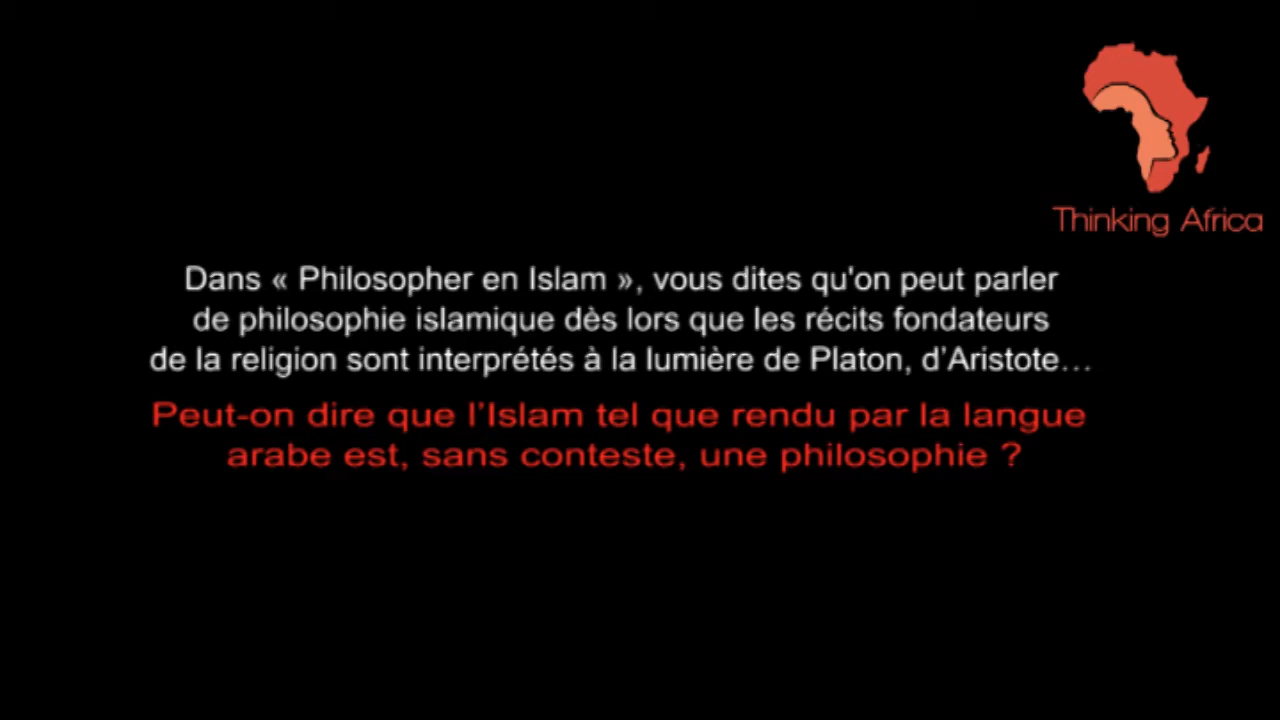 Thinking Africa
Dans « Philosopher en Islam », vous dites qu'on peut parler
de philosophie islamique dès lors que les récits fondateurs
de la religion sont interprétés à la lumière de Platon, d’Aristote…
Peut-on dire que l’Islam tel que rendu par la langue
arabe est, sans conteste, une philosophie ?